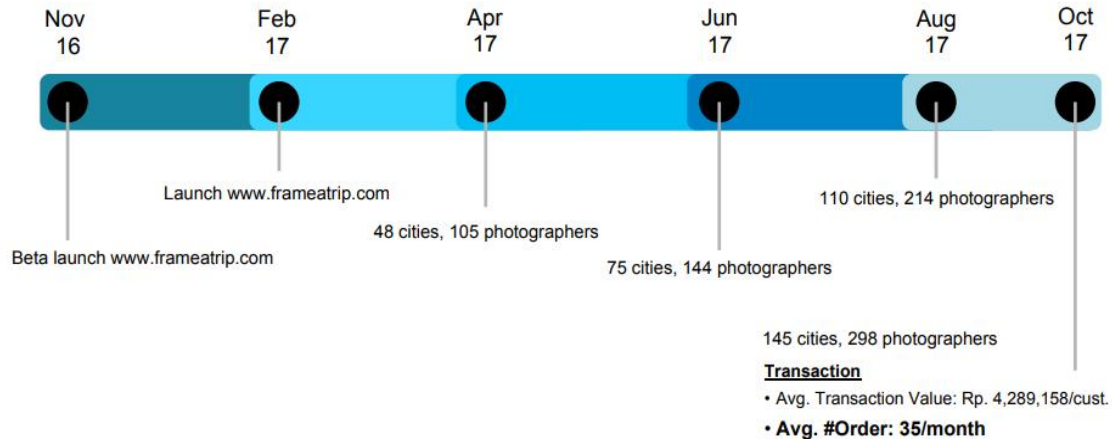 Nov
16
Feb
17
Apr
17
Jun
17
Aug
17
Oct
17
Launch www.frameatrip.com
110 cities, 214 photographers
48 cities, 105 photographers
Beta launch www.frameatrip.com
75 cities, 144 photographers
145 cities, 298 photographers
Transaction
• Avg. Transaction Value: Rp. 4,289,158/cust.
• Avg. #Order: 35/month